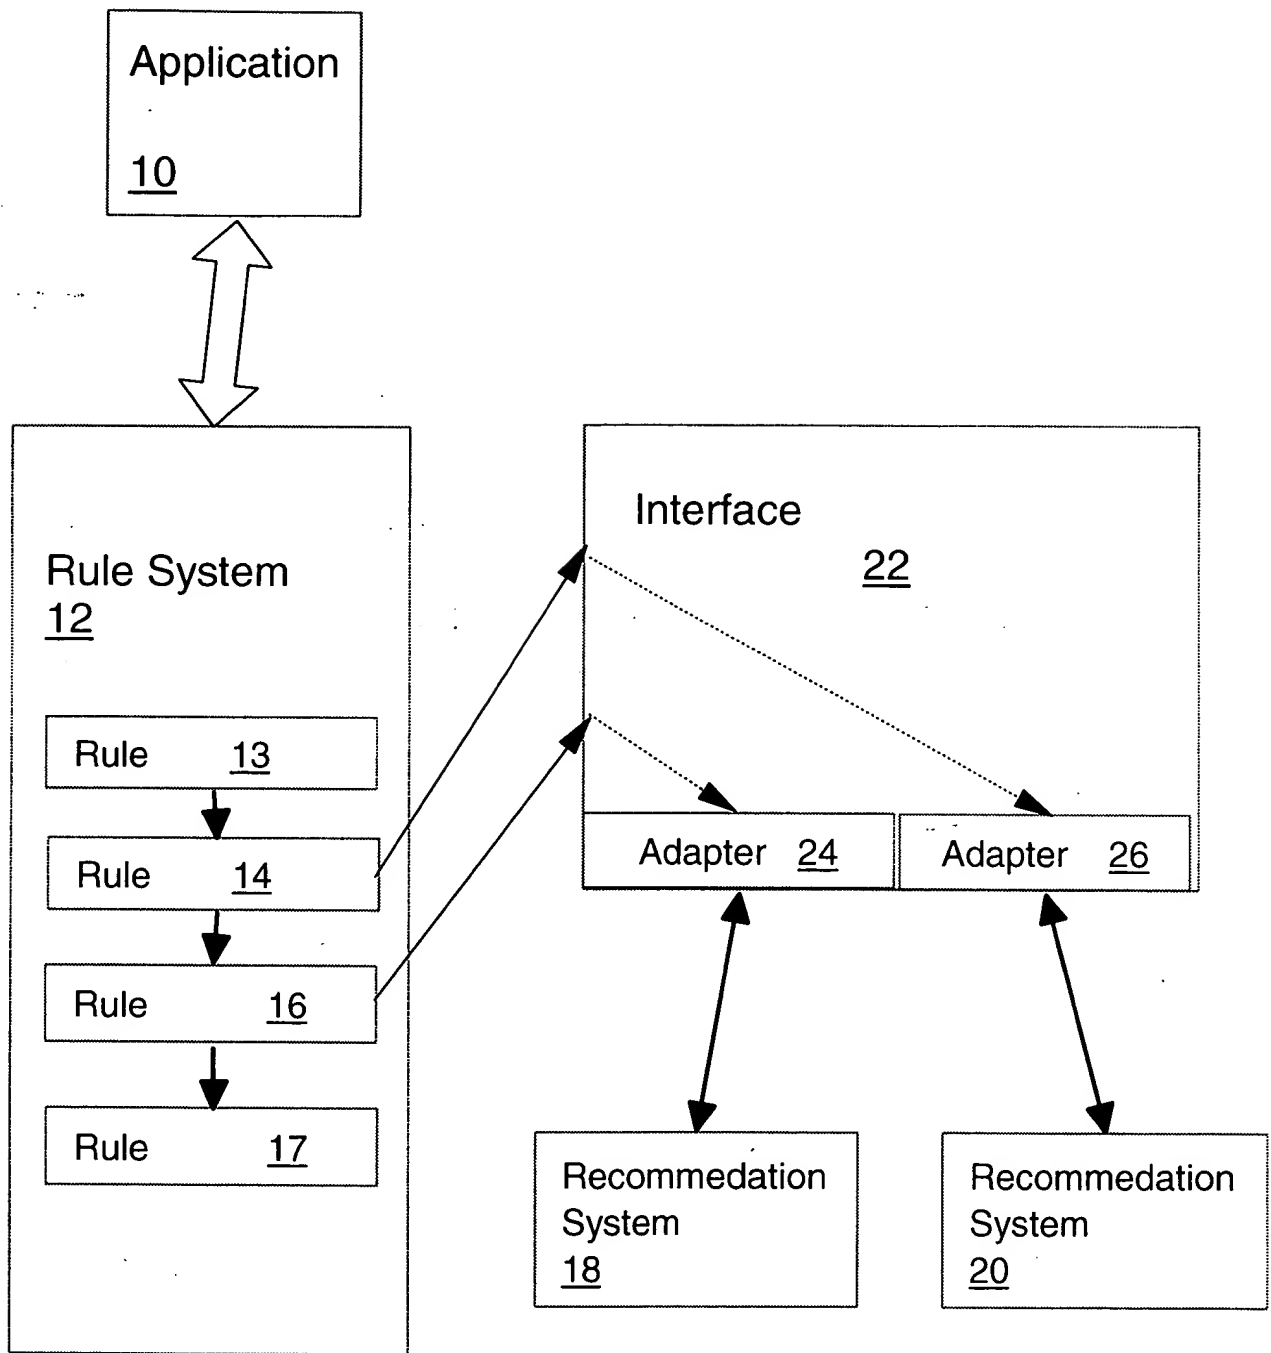 Application
10
Rule System
12
Rule 13
Rule 14
Rule 16
Rule 17
Interface
22
Adapter 24
Adapter 26
Recommedation
System
18
Recommedation
System
20